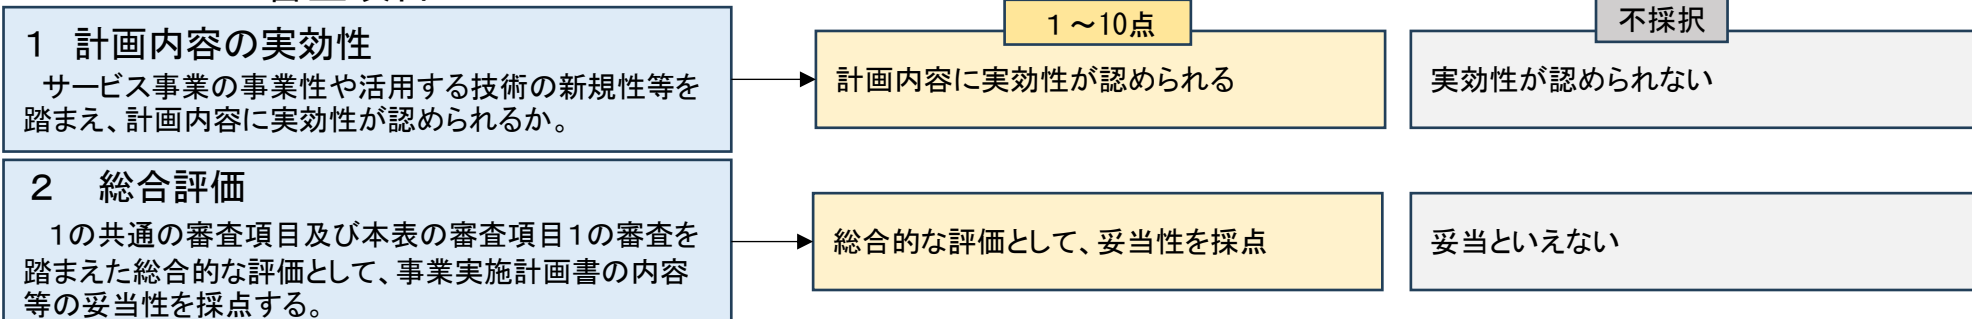 1～10点
不採択
1 計画内容の実効性
サービス事業の事業性や活用する技術の新規性等を
踏まえ、計画内容に実効性が認められるか。
計画内容に実効性が認められる
実効性が認められない
2 総合評価
1の共通の審査項目及び本表の審査項目1の審査を
踏まえた総合的な評価として、事業実施計画書の内容
等の妥当性を採点する。
総合的な評価として、妥当性を採点
妥当といえない